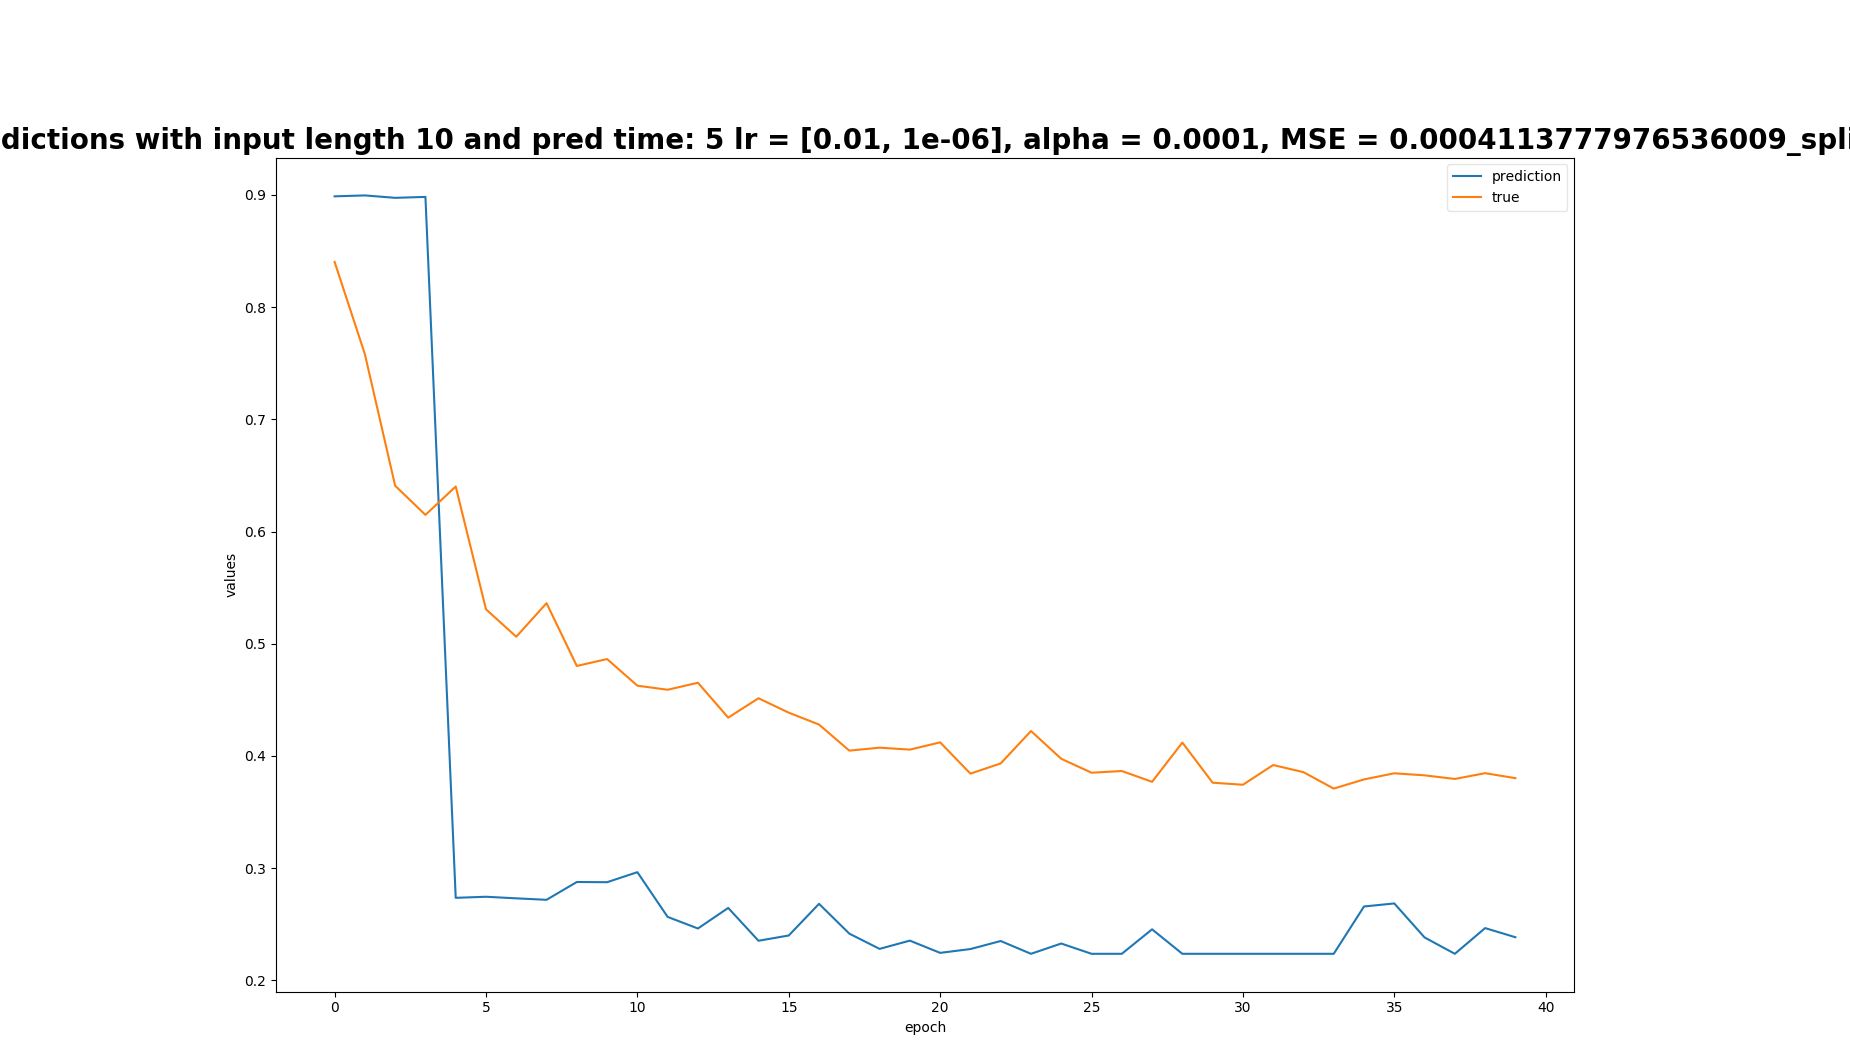 dictions with input length 10 and pred time: 5 lr = [0.01, 1e-06], alpha = 0.0001, MSE = 0.0004113777976536009_spli
prediction
true
0.9
0.8
0.7
0.6
0.5
0.4
0.3
0.2
values
0 5 10 15 20 25 30 35 40
epoch